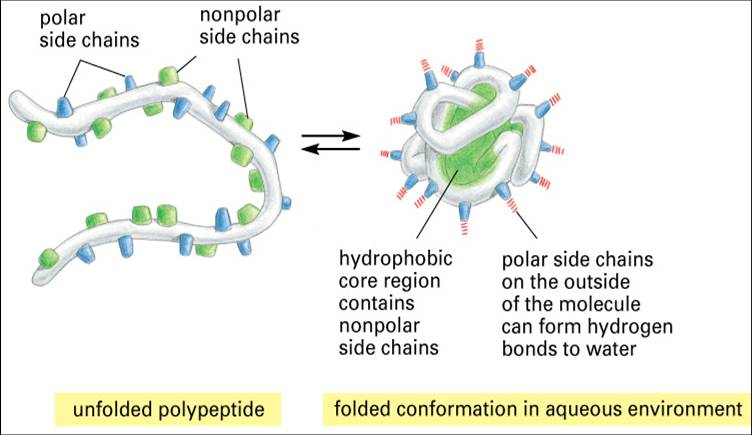 polar
side chains
nonpolar
side chains
hydrophobic
core region
contains
nonpolar
side chains
polar side chains
on the outside
of the molecule
can form hydrogen
bonds to water
unfolded polypeptide
folded conformation in aqueous environment